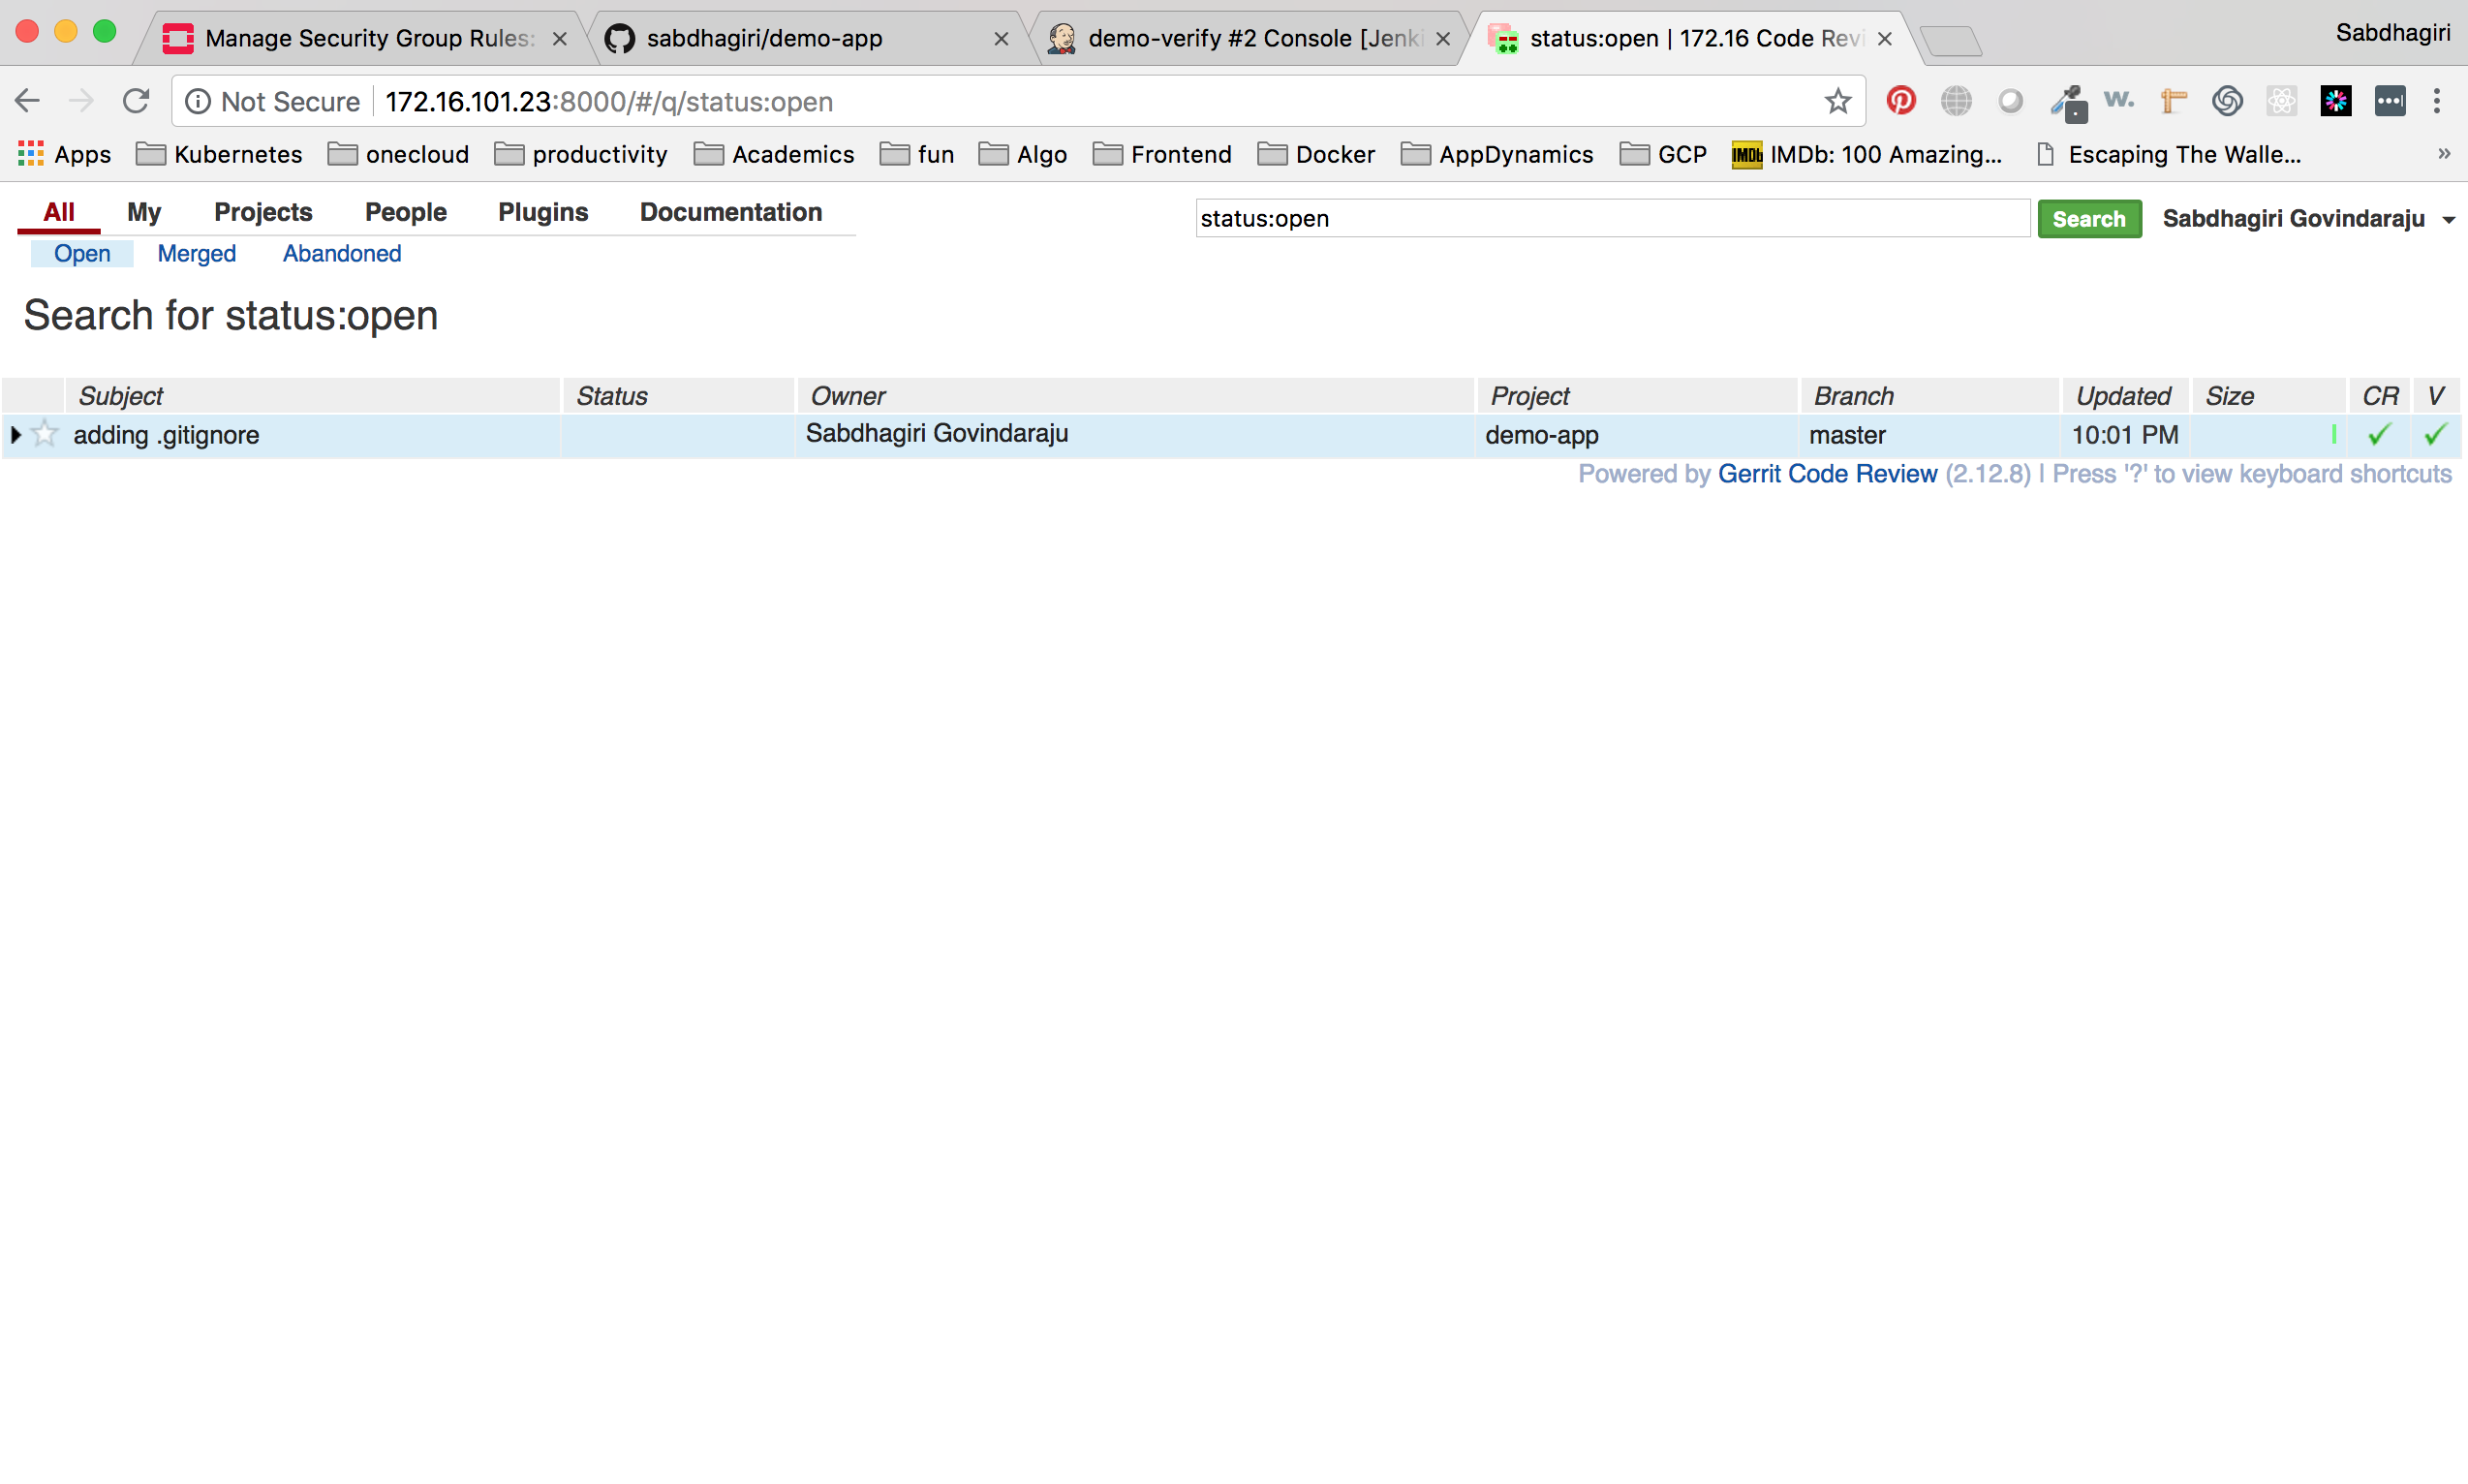 Manage Security Group Rules:
sabdhagiri/demo-app
demo-verify #2 Console [Jenki
status:open | 172.16 Code Revi
Sabdhagiri
Not Secure 172.16.101.23:8000/#/q/status:open
w.
Apps Kubernetes onecloud productivity Academics fun Algo Frontend Docker AppDynamics GCP IMDb IMDb: 100 Amazing... Escaping The Walle... »
All My Projects People Plugins Documentation
status:open Search Sabdhagiri Govindaraju
Open Merged Abandoned
Search for status:open
Subject Status Owner Project Branch Updated Size CR V
adding .gitignore Sabdhagiri Govindaraju demo-app master 10:01 PM
Powered by Gerrit Code Review (2.12.8) | Press '?' to view keyboard shortcuts